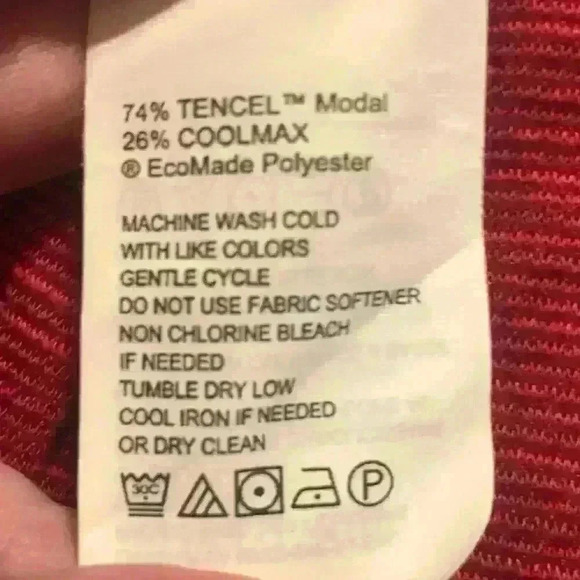 74% TENCEL™ Modal
26% COOLMAX
® EcoMade Polyester
MACHINE WASH COLD
WITH LIKE COLORS
GENTLE CYCLE
DO NOT USE FABRIC SOFTENER
NON CHLORINE BLEACH
IF NEEDED
TUMBLE DRY LOW
COOL IRON IF NEEDED
OR DRY CLEAN
30C P